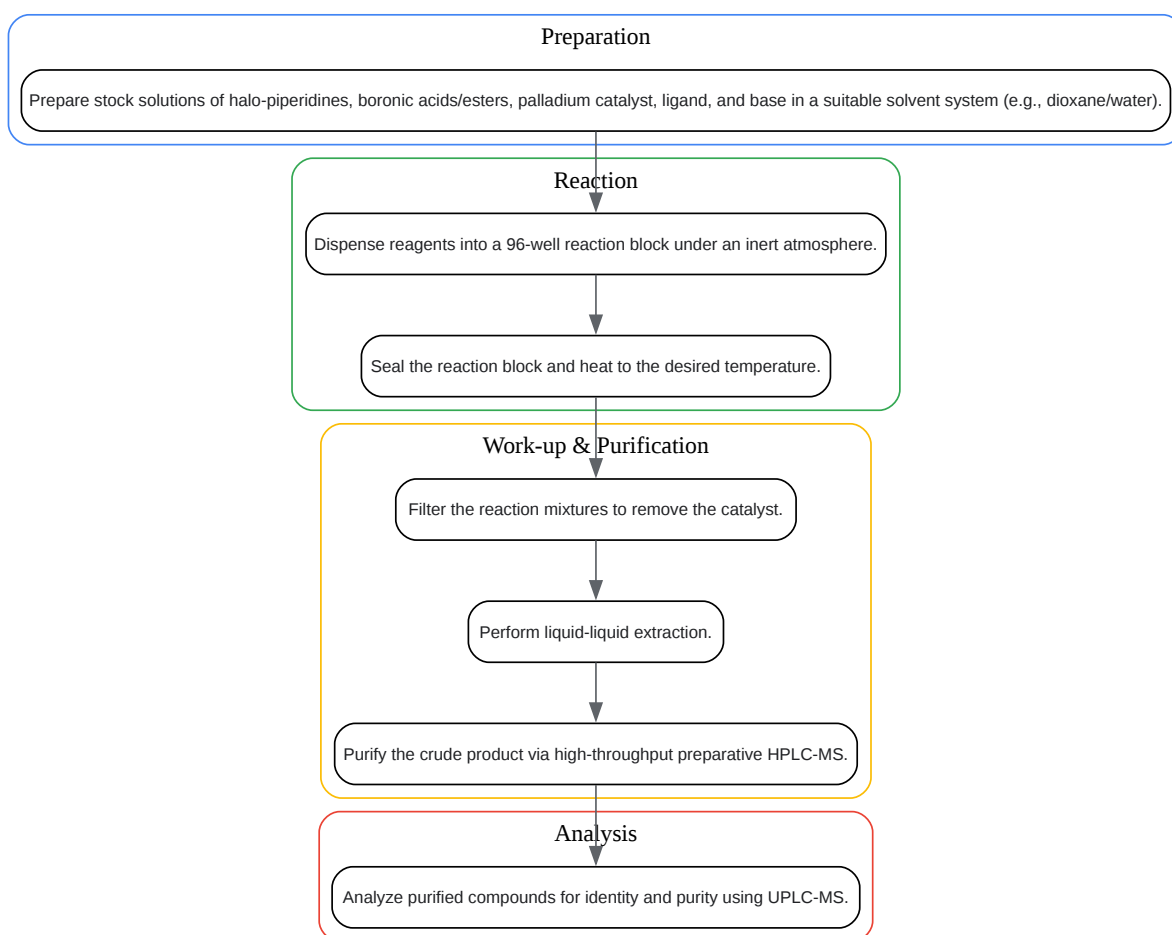 Preparation
Prepare stock solutions of halo-piperidines, boronic acids/esters, palladium catalyst, ligand, and base in a suitable solvent system (e.g., dioxane/water).
Reaction
Dispense reagents into a 96-well reaction block under an inert atmosphere.
Seal the reaction block and heat to the desired temperature.
Work-up & Purification
Filter the reaction mixtures to remove the catalyst.
Perform liquid-liquid extraction.
Purify the crude product via high-throughput preparative HPLC-MS.
Analysis
Analyze purified compounds for identity and purity using UPLC-MS.